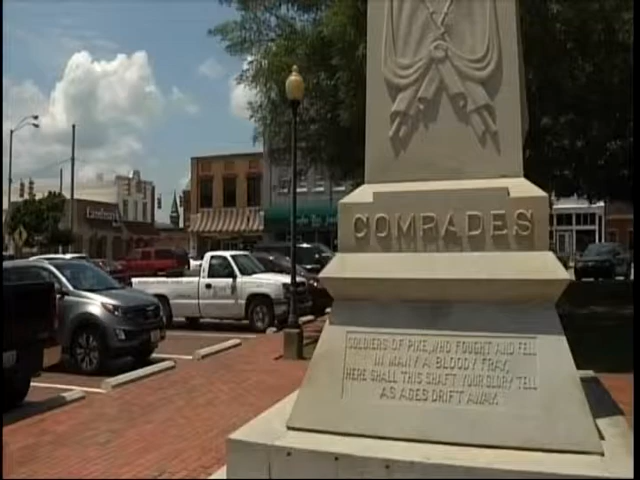 COMPRADES
SOLDIERS OF PIKE, WHO FOUGHT AND FELL
IN MANY A BLOODY FRAY,
HERE SHALL THIS SHAFT YOUR GLORY TELL
AS AGES DRIFT AWAY.